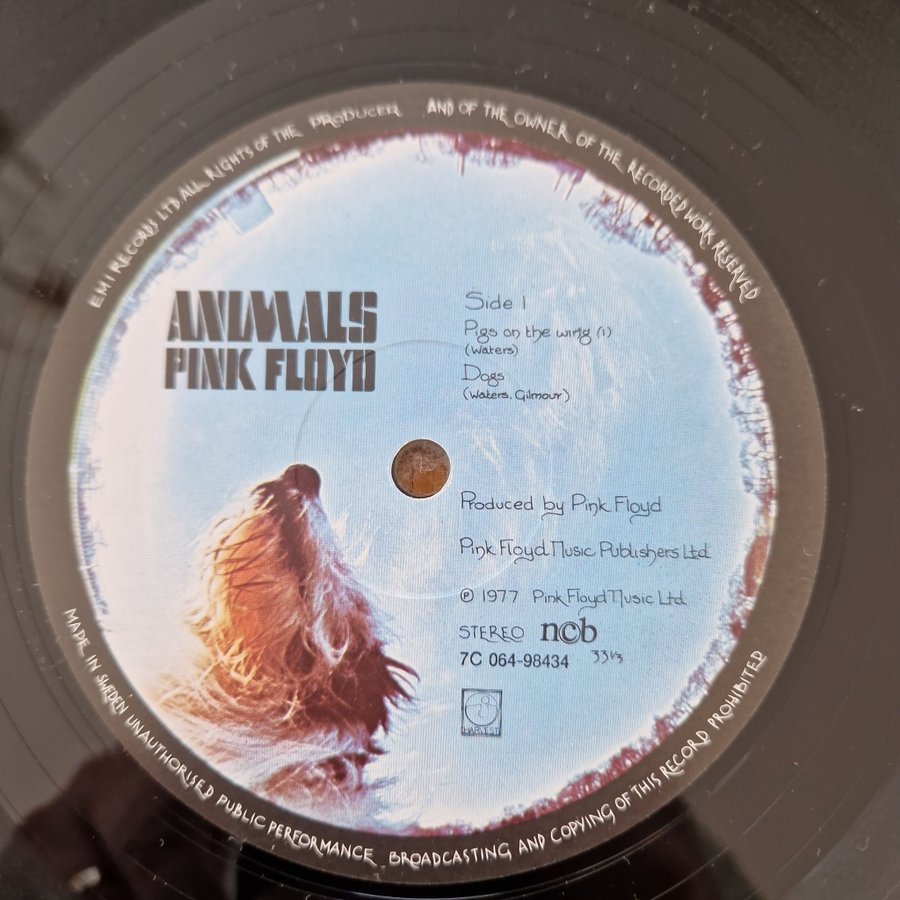 EMI RECORDS LTD ALL RIGHTS OF THE PRODUCER AND OF THE OWNER OF THE RECORDED WORK RESERVED
ANIMALS
PINK FLOYD
Side 1
Pigs on the wing (1)
(Waters)
Dogs
(Waters, Gilmour)
Produced by Pink Floyd
Pink Floyd Music Publishers Ltd.
℗ 1977 Pink Floyd Music Ltd.
STEREO ncb
7C 064-98434 33⅓
HARVEST
MADE IN SWEDEN UNAUTHORISED PUBLIC PERFORMANCE BROADCASTING AND COPYING OF THIS RECORD PROHIBITED